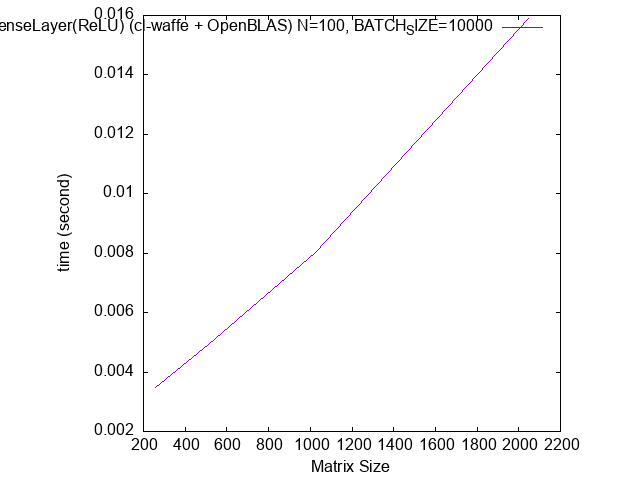 0.016
enseLayer(ReLU) (cl-waffe + OpenBLAS) N=100, BATCHSIZE=10000
0.014
0.012
0.01
0.008
0.006
0.004
0.002
time (second)
200 400 600 800 1000 1200 1400 1600 1800 2000 2200
Matrix Size